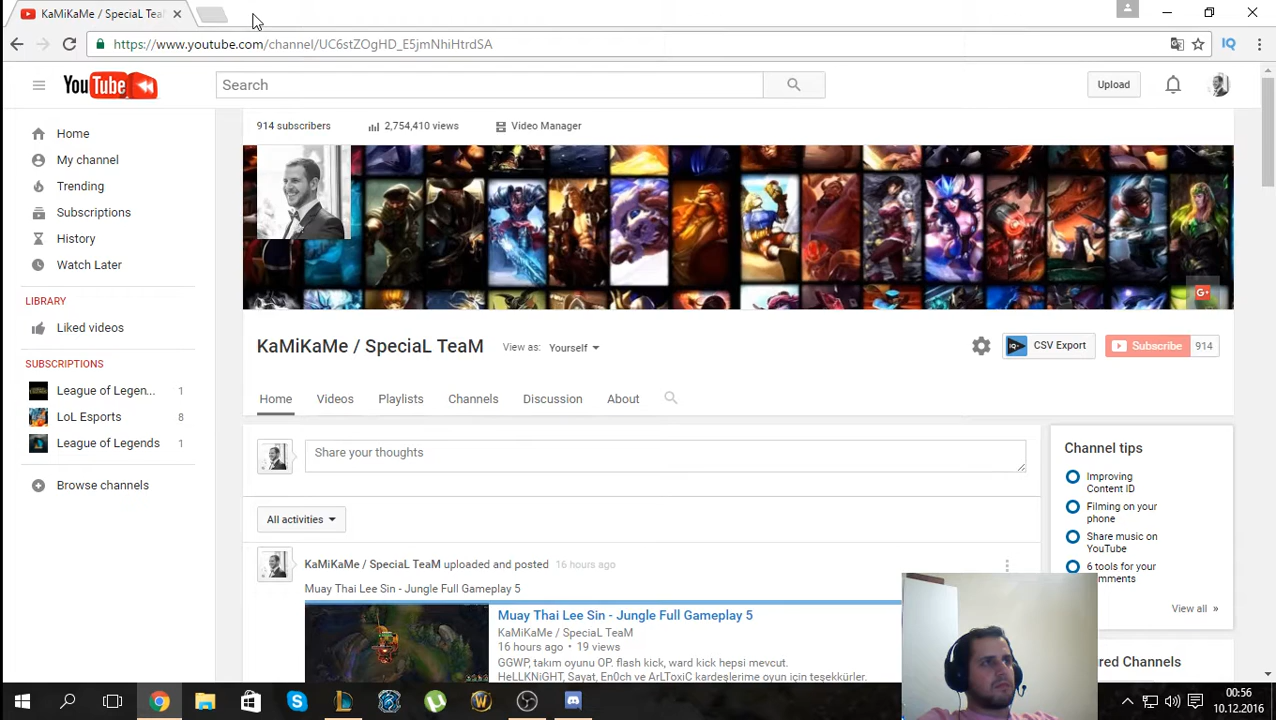 KaMiKaMe / SpeciaL Tea
https://www.youtube.com/channel/UC6stZOgHD_E5jmNhiHtrdSA
IQ
YouTube
Search
Upload
914 subscribers
2,754,410 views
Video Manager
Home
My channel
Trending
Subscriptions
History
Watch Later
LIBRARY
Liked videos
SUBSCRIPTIONS
League of Legen... 1
LoL Esports 8
League of Legends 1
Browse channels
G+
KaMiKaMe / SpeciaL TeaM
View as: Yourself
IQ CSV Export
Subscribe 914
Home Videos Playlists Channels Discussion About
Share your thoughts
All activities
KaMiKaMe / SpeciaL TeaM uploaded and posted 16 hours ago
Muay Thai Lee Sin - Jungle Full Gameplay 5
Muay Thai Lee Sin - Jungle Full Gameplay 5
KaMiKaMe / SpeciaL TeaM
16 hours ago • 19 views
GGWP, takım oyunu OP. flash kick, ward kick hepsi mevcut.
HeLLKNiGHT, Sayat, En0ch ve ArLToxiC kardeşlerime oyun için teşekkürler.
Channel tips
Improving
Content ID
Filming on your
phone
Share music on
YouTube
6 tools for your
View all »
Channels
00:56
10.12.2016